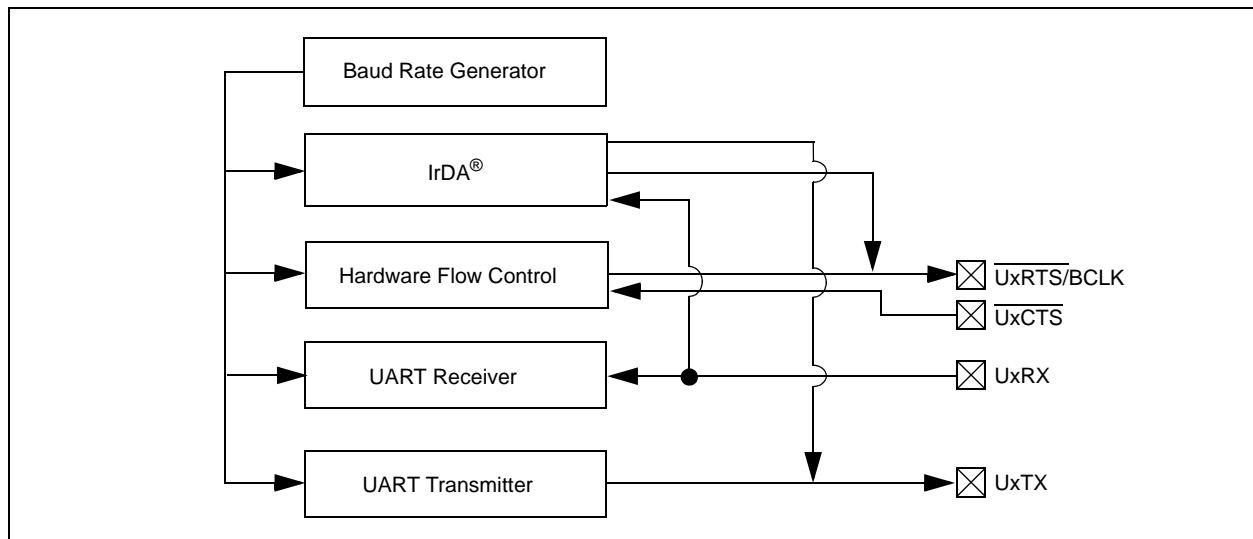 Baud Rate Generator
IrDA®
Hardware Flow Control
UxRTS/BCLK
UxCTS
UART Receiver
UxRX
UART Transmitter
UxTX